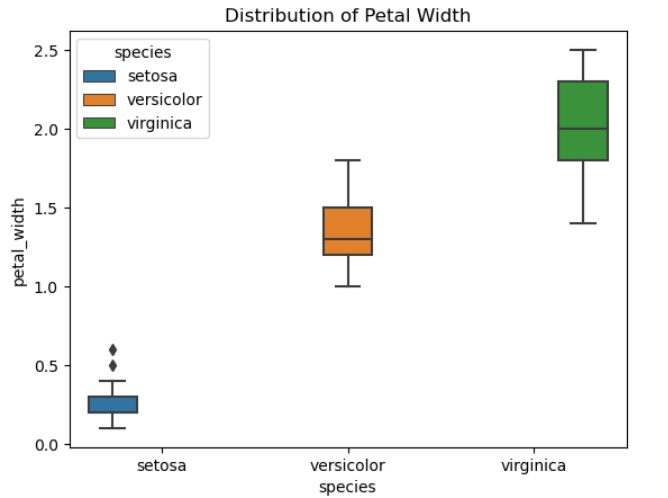 Distribution of Petal Width
species
setosa
versicolor
virginica
petal_width
2.5
2.0
1.5
1.0
0.5
0.0
setosa versicolor virginica
species